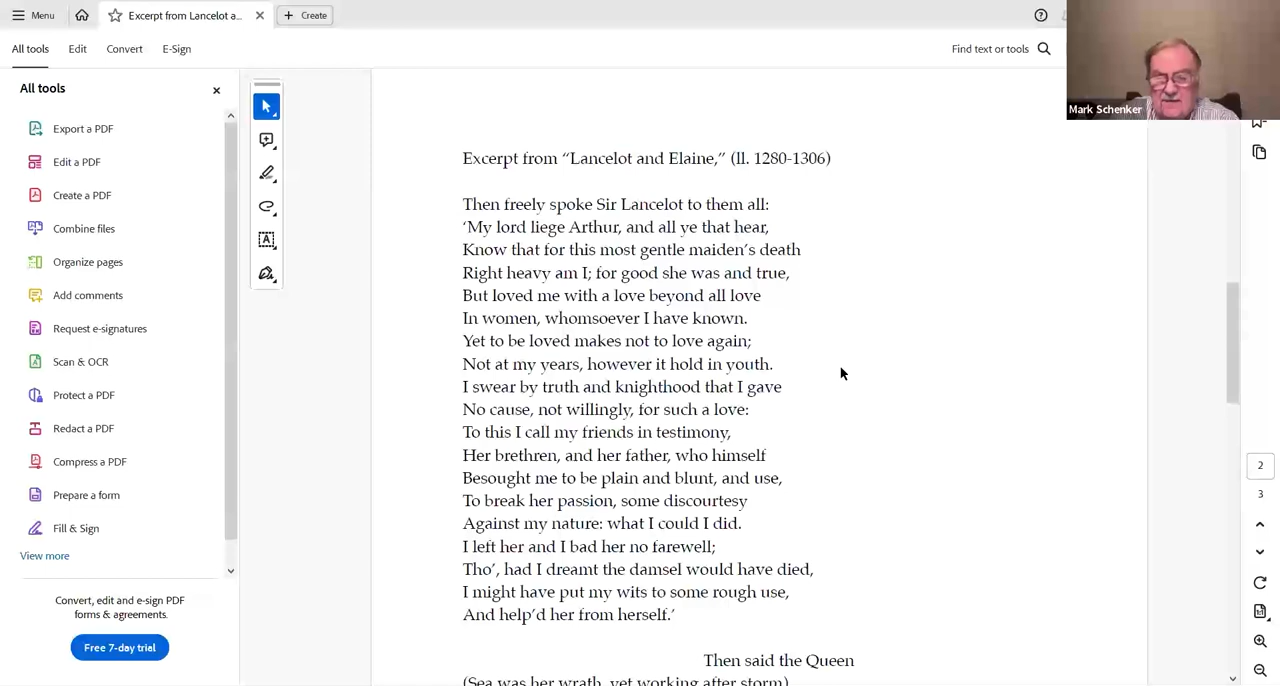 Menu
Excerpt from Lancelot a...
Create
All tools
Edit
Convert
E-Sign
Find text or tools
Mark Schenker
All tools
Export a PDF
Edit a PDF
Create a PDF
Combine files
Organize pages
Add comments
Request e-signatures
Scan & OCR
Protect a PDF
Redact a PDF
Compress a PDF
Prepare a form
Fill & Sign
View more
Convert, edit and e-sign PDF
forms & agreements.
Free 7-day trial
Excerpt from “Lancelot and Elaine,” (ll. 1280-1306)
Then freely spoke Sir Lancelot to them all:
‘My lord liege Arthur, and all ye that hear,
Know that for this most gentle maiden’s death
Right heavy am I; for good she was and true,
But loved me with a love beyond all love
In women, whomsoever I have known.
Yet to be loved makes not to love again;
Not at my years, however it hold in youth.
I swear by truth and knighthood that I gave
No cause, not willingly, for such a love:
To this I call my friends in testimony,
Her brethren, and her father, who himself
Besought me to be plain and blunt, and use,
To break her passion, some discourtesy
Against my nature: what I could I did.
I left her and I bad her no farewell;
Tho’, had I dreamt the damsel would have died,
I might have put my wits to some rough use,
And help’d her from herself.’
Then said the Queen
(Sea was her wrath, yet working after storm)
2
3